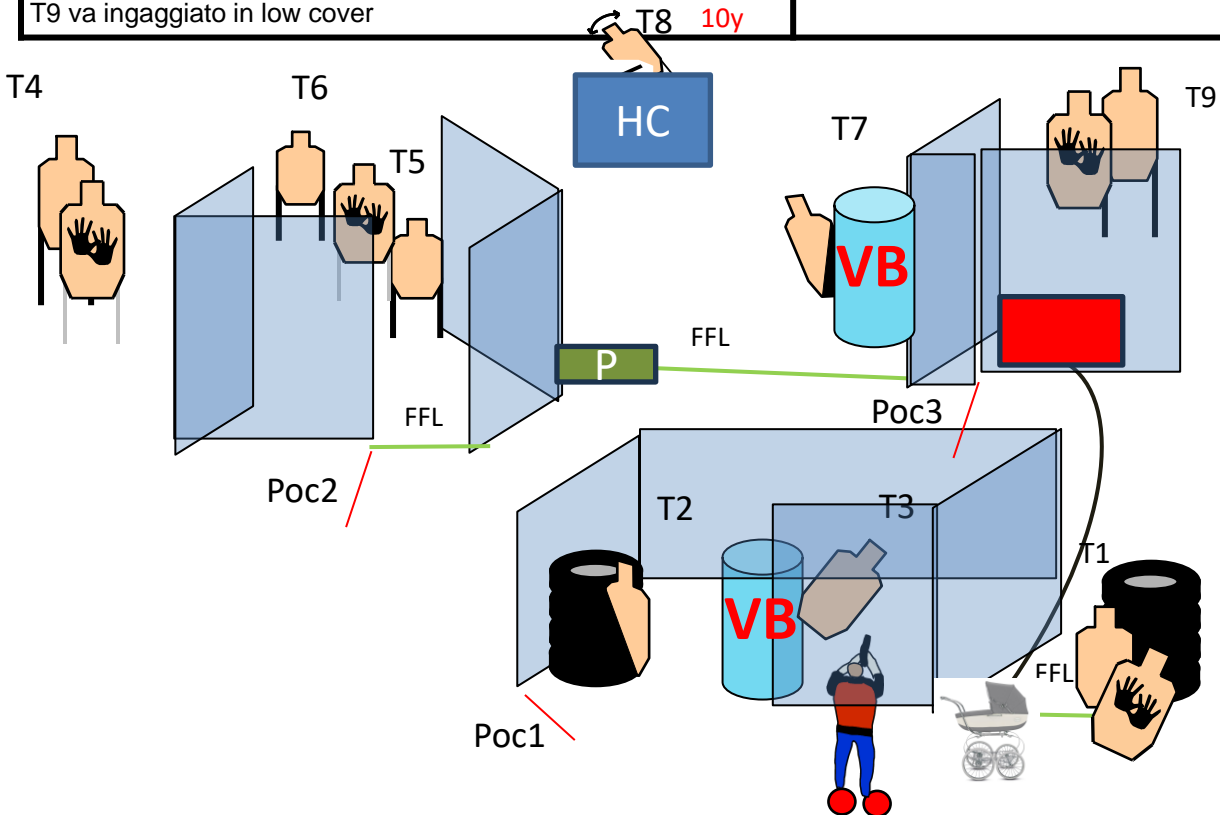 T9 va ingaggiato in low cover
T8 10y
T4
T6
T9
HC
T7
T5
VB
FFL
P
FFL
Poc3
Poc2
T2
T3
T1
VB
FFL
Poc1